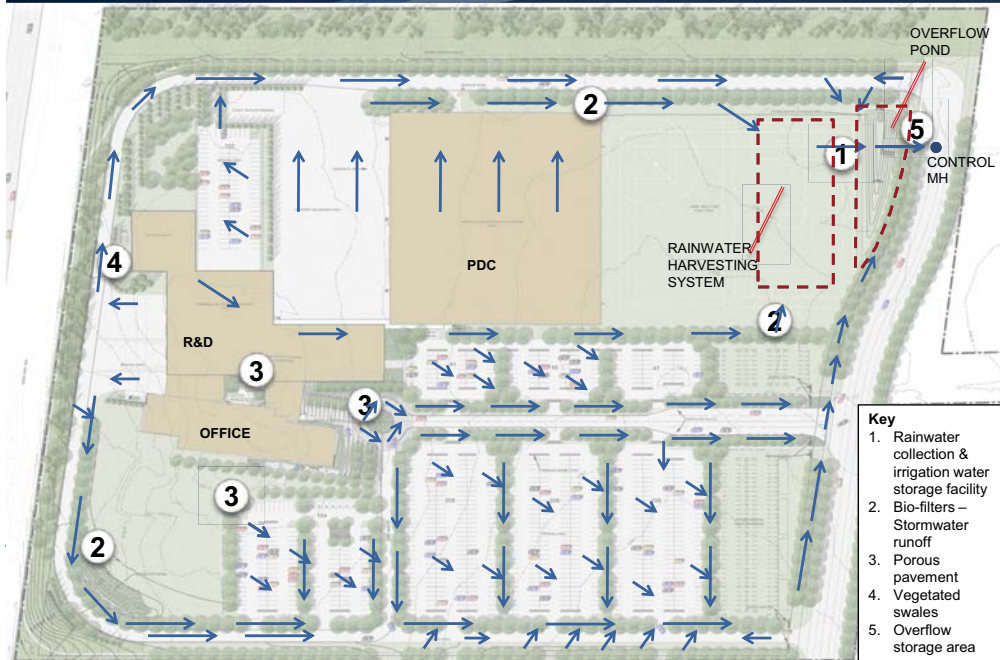 OVERFLOW
POND
2
5
1
CONTROL
MH
RAINWATER
HARVESTING
SYSTEM
PDC
4
2
R&D
3
3
OFFICE
3
2
Key
1. Rainwater
collection &
irrigation water
storage facility
2. Bio-filters –
Stormwater
runoff
3. Porous
pavement
4. Vegetated
swales
5. Overflow
storage area